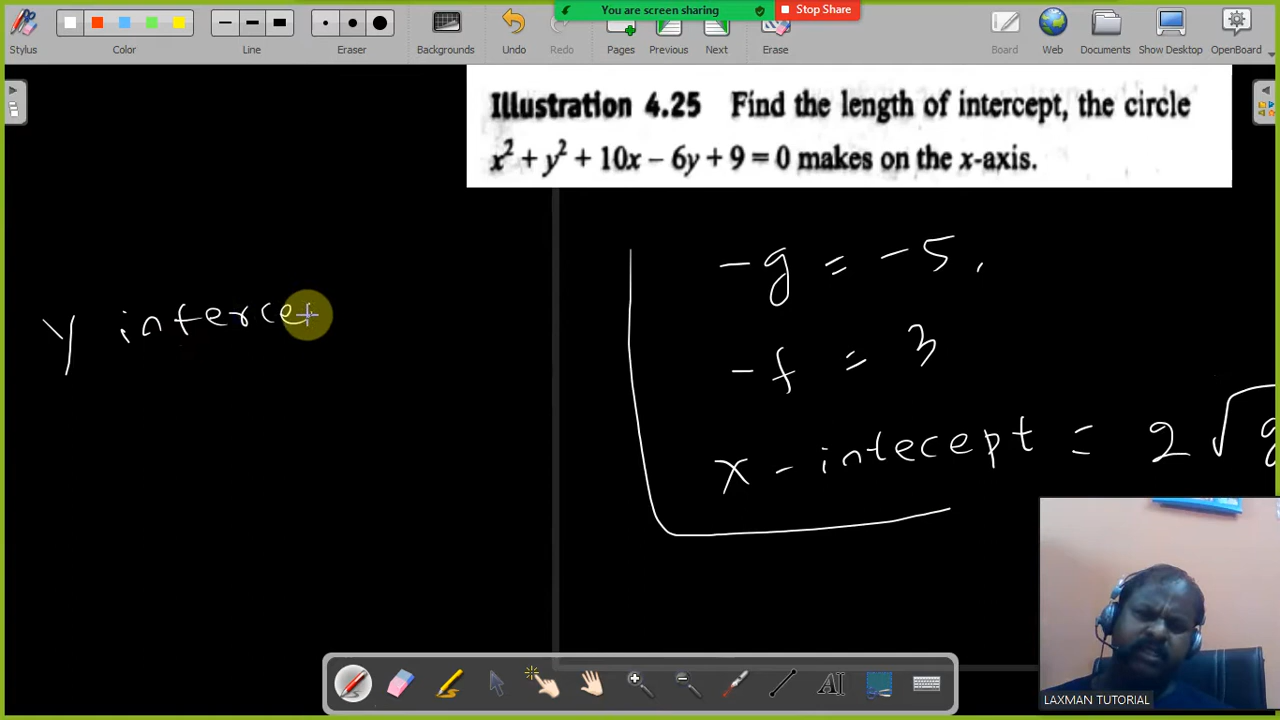 You are screen sharing
Stop Share
Stylus Color Line Eraser Backgrounds Undo Redo Pages Previous Next Erase Board Web Documents Show Desktop OpenBoard
Illustration 4.25 Find the length of intercept, the circle
x² + y² + 10x – 6y + 9 = 0 makes on the x-axis.
-g = -5,
y interce
-f = 3
x - intecept = 2 √g
LAXMAN TUTORIAL